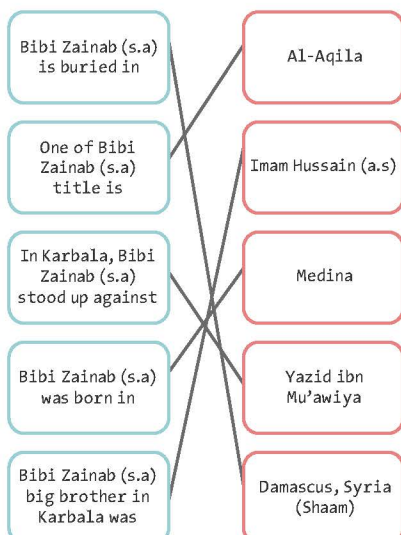 Bibi Zainab (s.a)
is buried in
Al-Aqila
One of Bibi
Zainab (s.a)
title is
Imam Hussain (a.s)
In Karbala, Bibi
Zainab (s.a)
stood up against
Medina
Bibi Zainab (s.a)
was born in
Yazid ibn
Mu’awiya
Bibi Zainab (s.a)
big brother in
Karbala was
Damascus, Syria
(Shaam)